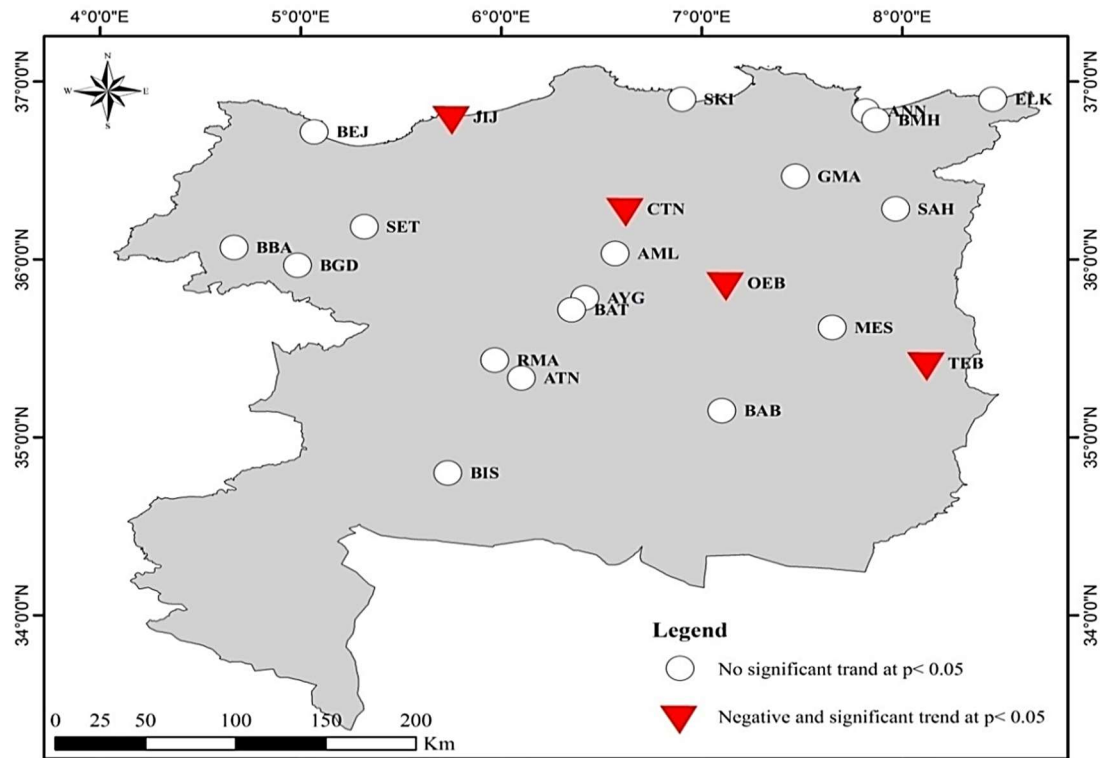 4°0'0"E 5°0'0"E 6°0'0"E 7°0'0"E 8°0'0"E
37°0'0"N 37°0'0"N
N
W E
S
SKI
ELK
JIJ
ANN
BMH
BEJ
GMA
CTN
SAH
SET
BBA
AML
36°0'0"N 36°0'0"N
BGD
OEB
AYG
BAT
MES
RMA
TEB
ATN
BAB
35°0'0"N 35°0'0"N
BIS
34°0'0"N 34°0'0"N
Legend
No significant trand at p< 0.05
Negative and significant trend at p< 0.05
0 25 50 100 150 200
Km